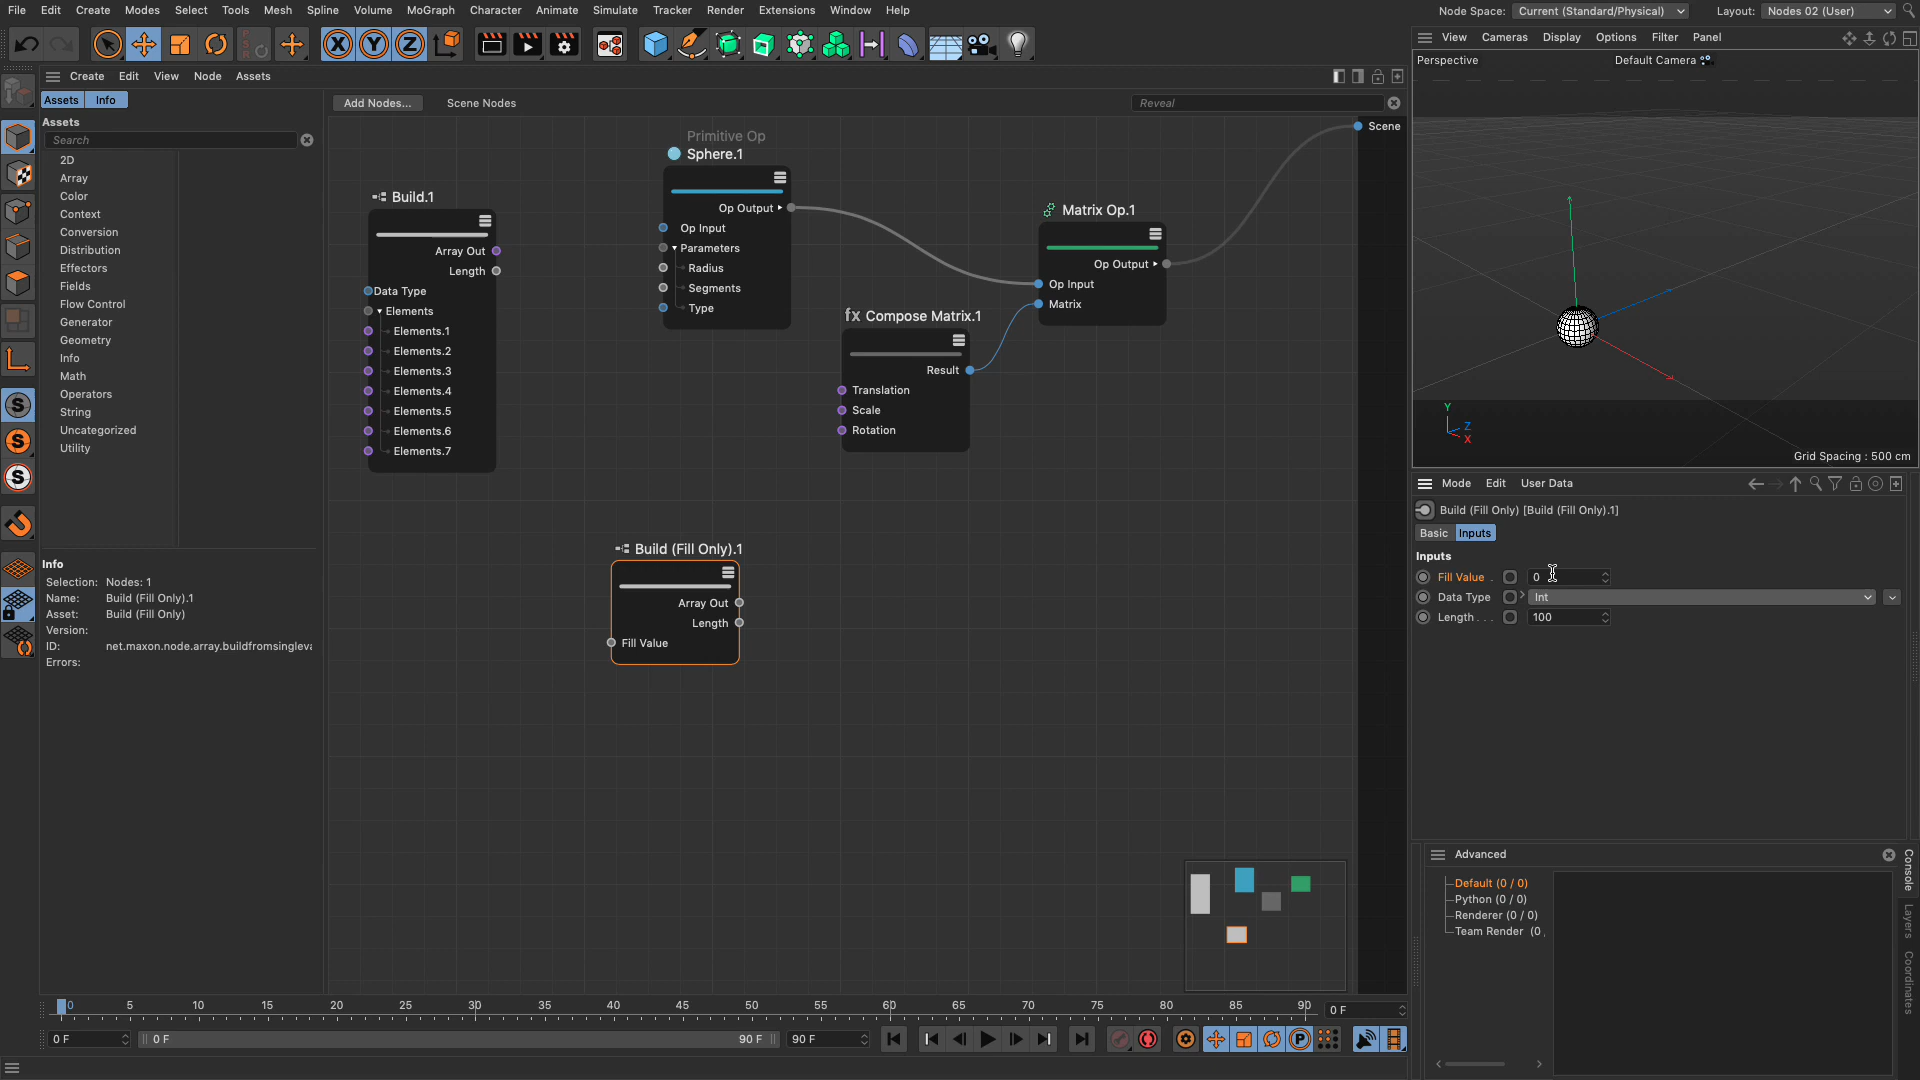 File Edit Create Modes Select Tools Mesh Spline Volume MoGraph Character Animate Simulate Tracker Render Extensions Window Help
Node Space: Current (Standard/Physical) Layout: Nodes 02 (User)
PSR
X Y Z
View Cameras Display Options Filter Panel
Create Edit View Node Assets
Perspective Default Camera
Assets Info
Add Nodes... Scene Nodes Reveal
Assets
Search
2D
Array
Color
Context
Conversion
Distribution
Effectors
Fields
Flow Control
Generator
Geometry
Info
Math
Operators
String
Uncategorized
Utility
Info
Selection: Nodes: 1
Name: Build (Fill Only).1
Asset: Build (Fill Only)
Version:
ID: net.maxon.node.array.buildfromsingleva
Errors:
Build.1
Array Out
Length
Data Type
Elements
Elements.1
Elements.2
Elements.3
Elements.4
Elements.5
Elements.6
Elements.7
Primitive Op
Sphere.1
Op Output
Op Input
Parameters
Radius
Segments
Type
fx Compose Matrix.1
Result
Translation
Scale
Rotation
Matrix Op.1
Op Output
Op Input
Matrix
Scene
Build (Fill Only).1
Array Out
Length
Fill Value
Y
Z
X
Grid Spacing : 500 cm
Mode Edit User Data
Build (Fill Only) [Build (Fill Only).1]
Basic Inputs
Inputs
Fill Value . 0
Data Type Int
Length . . . 100
Advanced
Default (0 / 0)
Python (0 / 0)
Renderer (0 / 0)
Team Render (0
Console
Layers
Coordinates
0 5 10 15 20 25 30 35 40 45 50 55 60 65 70 75 80 85 90 0 F
0 F 0 F 90 F 90 F
P